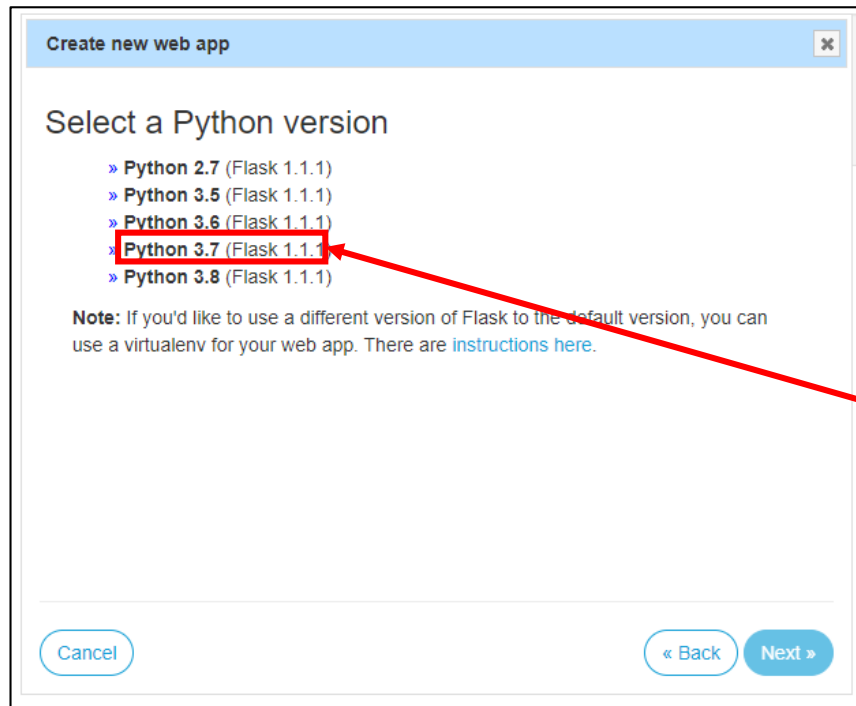 Create new web app
Select a Python version
» Python 2.7 (Flask 1.1.1)
» Python 3.5 (Flask 1.1.1)
» Python 3.6 (Flask 1.1.1)
» Python 3.7 (Flask 1.1.1)
» Python 3.8 (Flask 1.1.1)
Note: If you'd like to use a different version of Flask to the default version, you can
use a virtualenv for your web app. There are instructions here.
Cancel
« Back
Next »